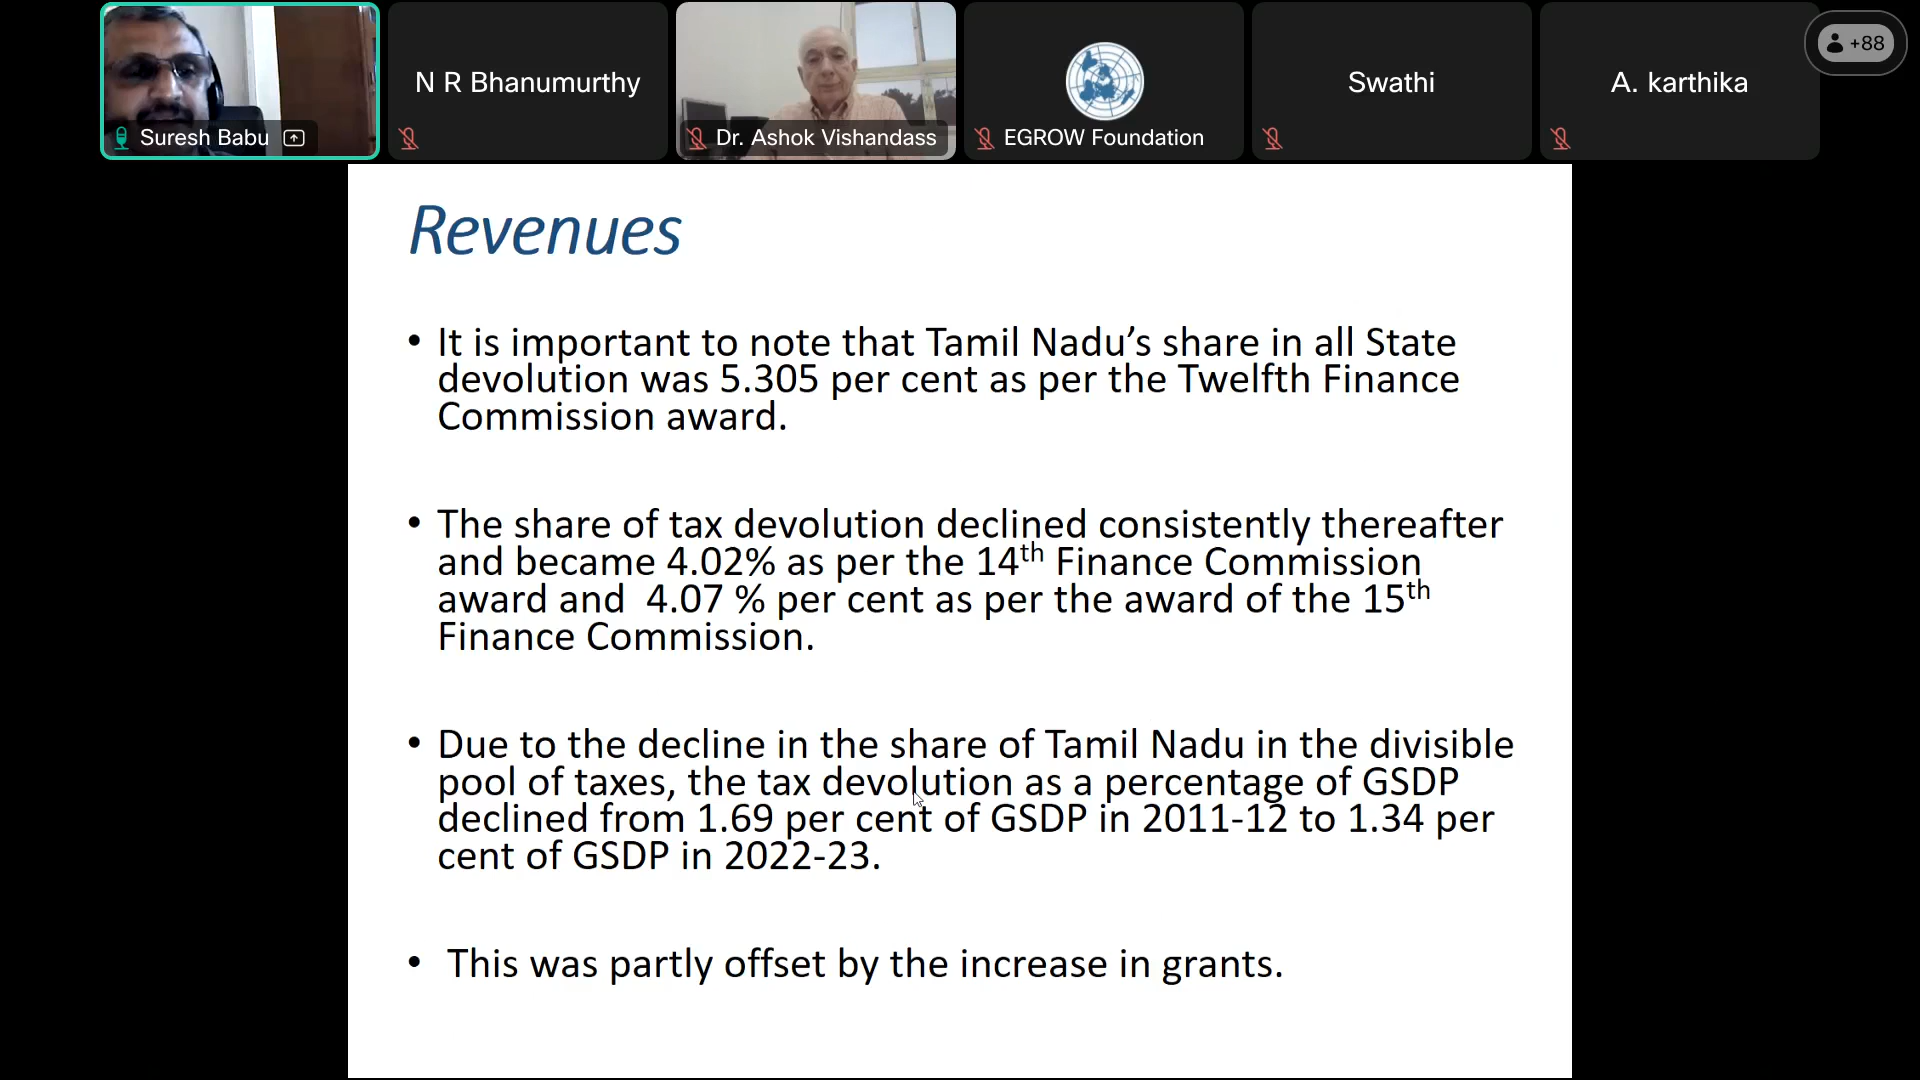 Suresh Babu
N R Bhanumurthy
Dr. Ashok Vishandass
EGROW Foundation
Swathi
A. karthika
+88
Revenues
• It is important to note that Tamil Nadu’s share in all State
devolution was 5.305 per cent as per the Twelfth Finance
Commission award.
• The share of tax devolution declined consistently thereafter
and became 4.02% as per the 14th Finance Commission
award and 4.07 % per cent as per the award of the 15th
Finance Commission.
• Due to the decline in the share of Tamil Nadu in the divisible
pool of taxes, the tax devolution as a percentage of GSDP
declined from 1.69 per cent of GSDP in 2011-12 to 1.34 per
cent of GSDP in 2022-23.
• This was partly offset by the increase in grants.